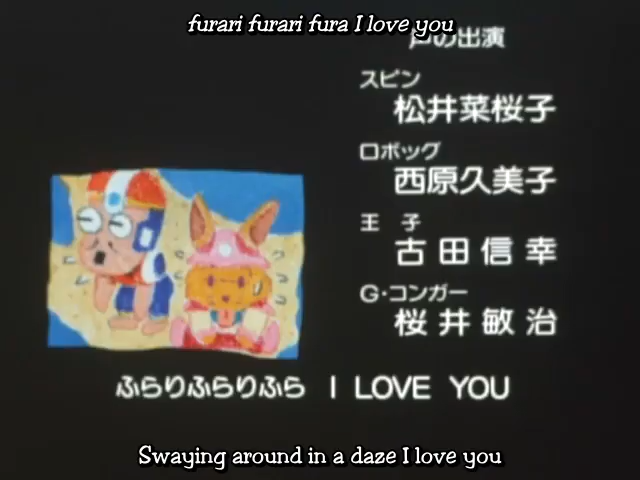 furari furari fura I love you
声の出演
スピン
松井菜桜子
ロボッグ
西原久美子
王 子
古田信幸
G・コンガー
桜井敏治
ふらりふらりふら I LOVE YOU
Swaying around in a daze I love you